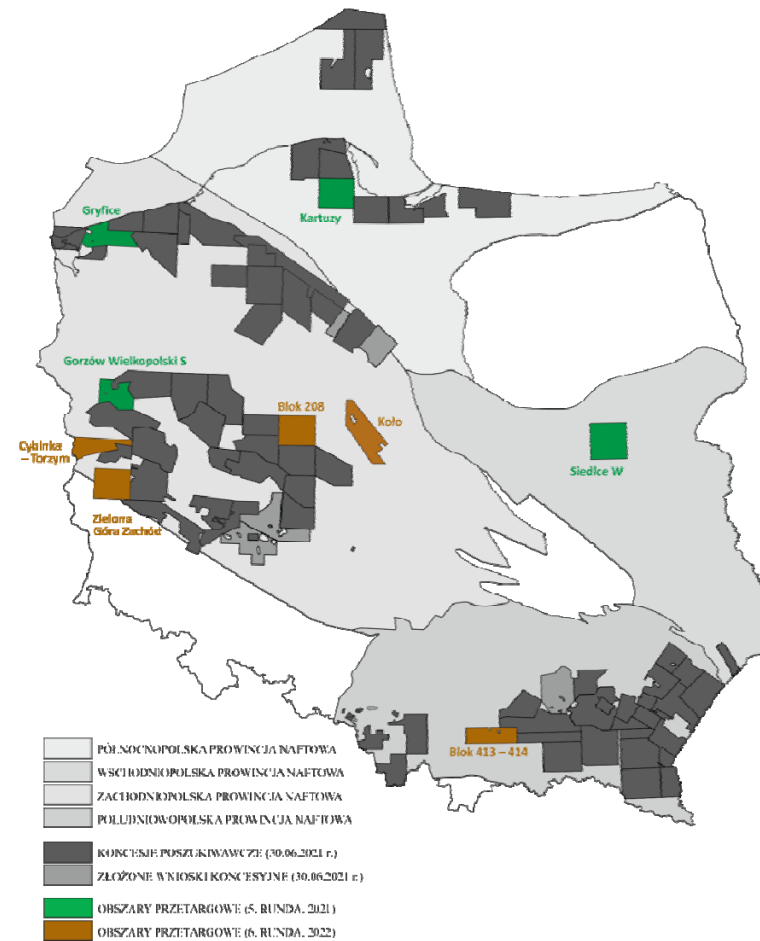 Gryfice
Kartuzy
Gorzów Wielkopolski S
Blok 208
Koło
Cybinka
– Torzym
Siedlce W
Zielona
Góra Zachód
Blok 413 – 414
PÓŁNOCNOPOLSKA PROWINCJA NAFTOWA
WSCHODNIOPOLSKA PROWINCJA NAFTOWA
ZACHODNIOPOLSKA PROWINCJA NAFTOWA
POŁUDNIOWOPOLSKA PROWINCJA NAFTOWA
KONCESJE POSZUKIWAWCZE (30.06.2021 r.)
ZŁOŻONE WNIOSKI KONCESYJNE (30.06.2021 r.)
OBSZARY PRZETARGOWE (5. RUNDA, 2021)
OBSZARY PRZETARGOWE (6. RUNDA, 2022)